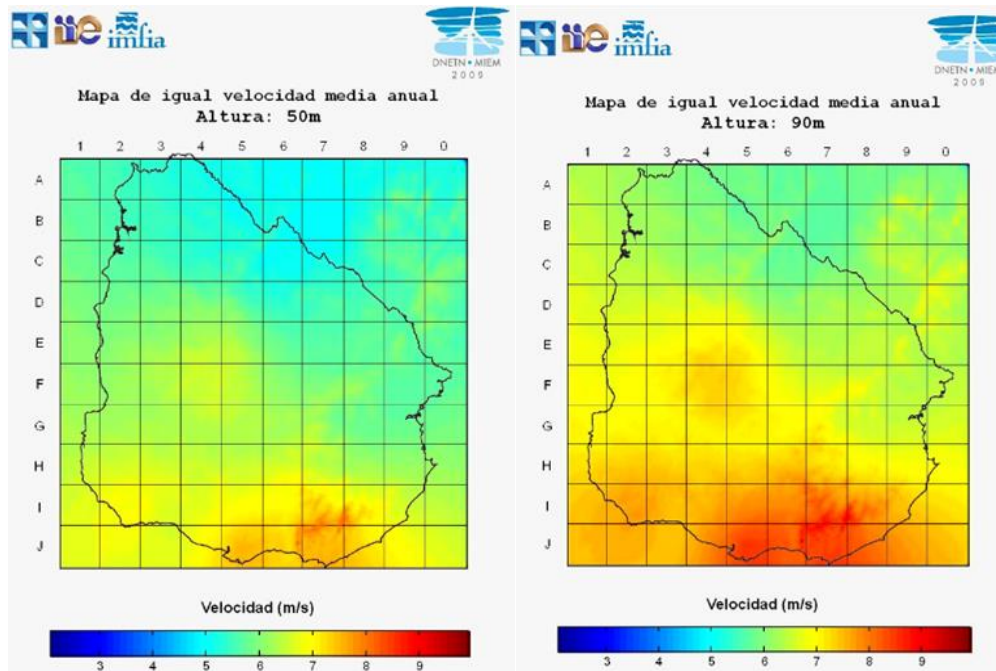 iie
imfia
DNETN • MIEM
2009
Mapa de igual velocidad media anual
Altura: 50m
1 2 3 4 5 6 7 8 9 0
A
B
C
D
E
F
G
H
I
J
Velocidad (m/s)
3 4 5 6 7 8 9
iie
imfia
DNETN • MIEM
2009
Mapa de igual velocidad media anual
Altura: 90m
1 2 3 4 5 6 7 8 9 0
A
B
C
D
E
F
G
H
I
J
Velocidad (m/s)
3 4 5 6 7 8 9